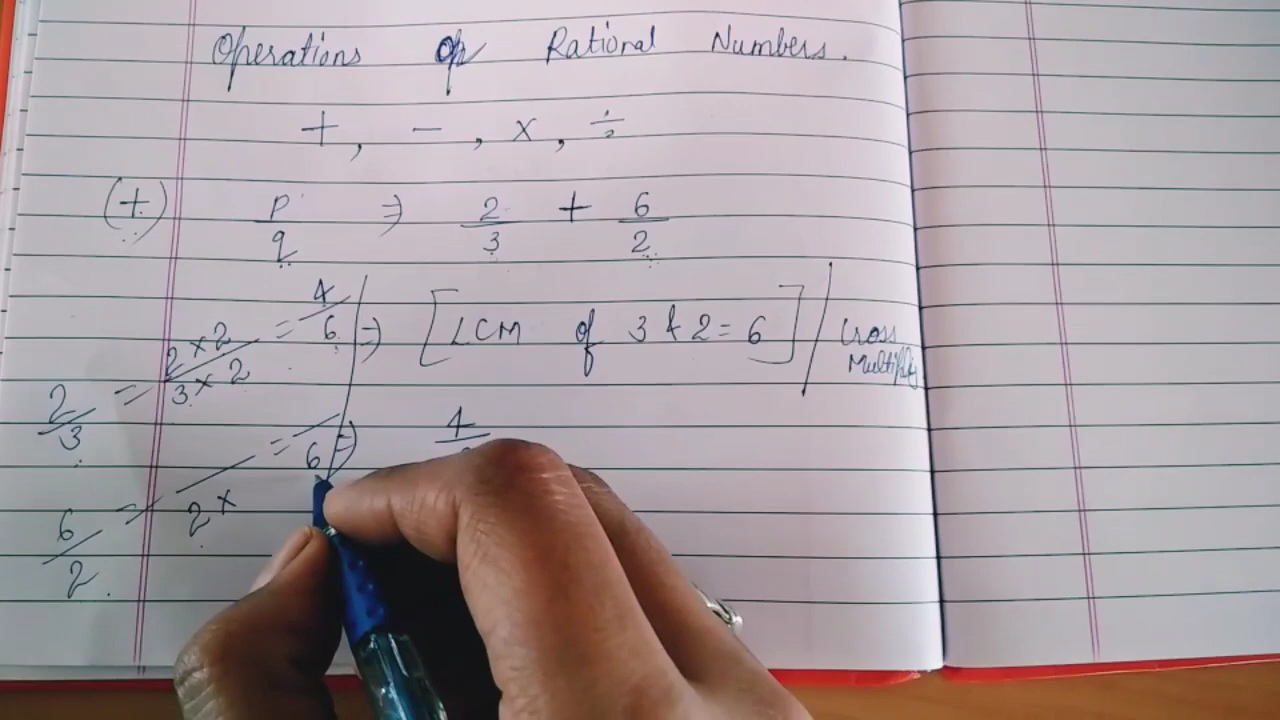 Operations of Rational Numbers.
+, -, x, ÷
(+) p/q ⇒ 2/3 + 6/2
2/3 = 2x2/3x2 = 4/6
⇒ [LCM of 3 & 2 = 6] / Cross Multiply
6/2 = /2x = /6
⇒ 4/